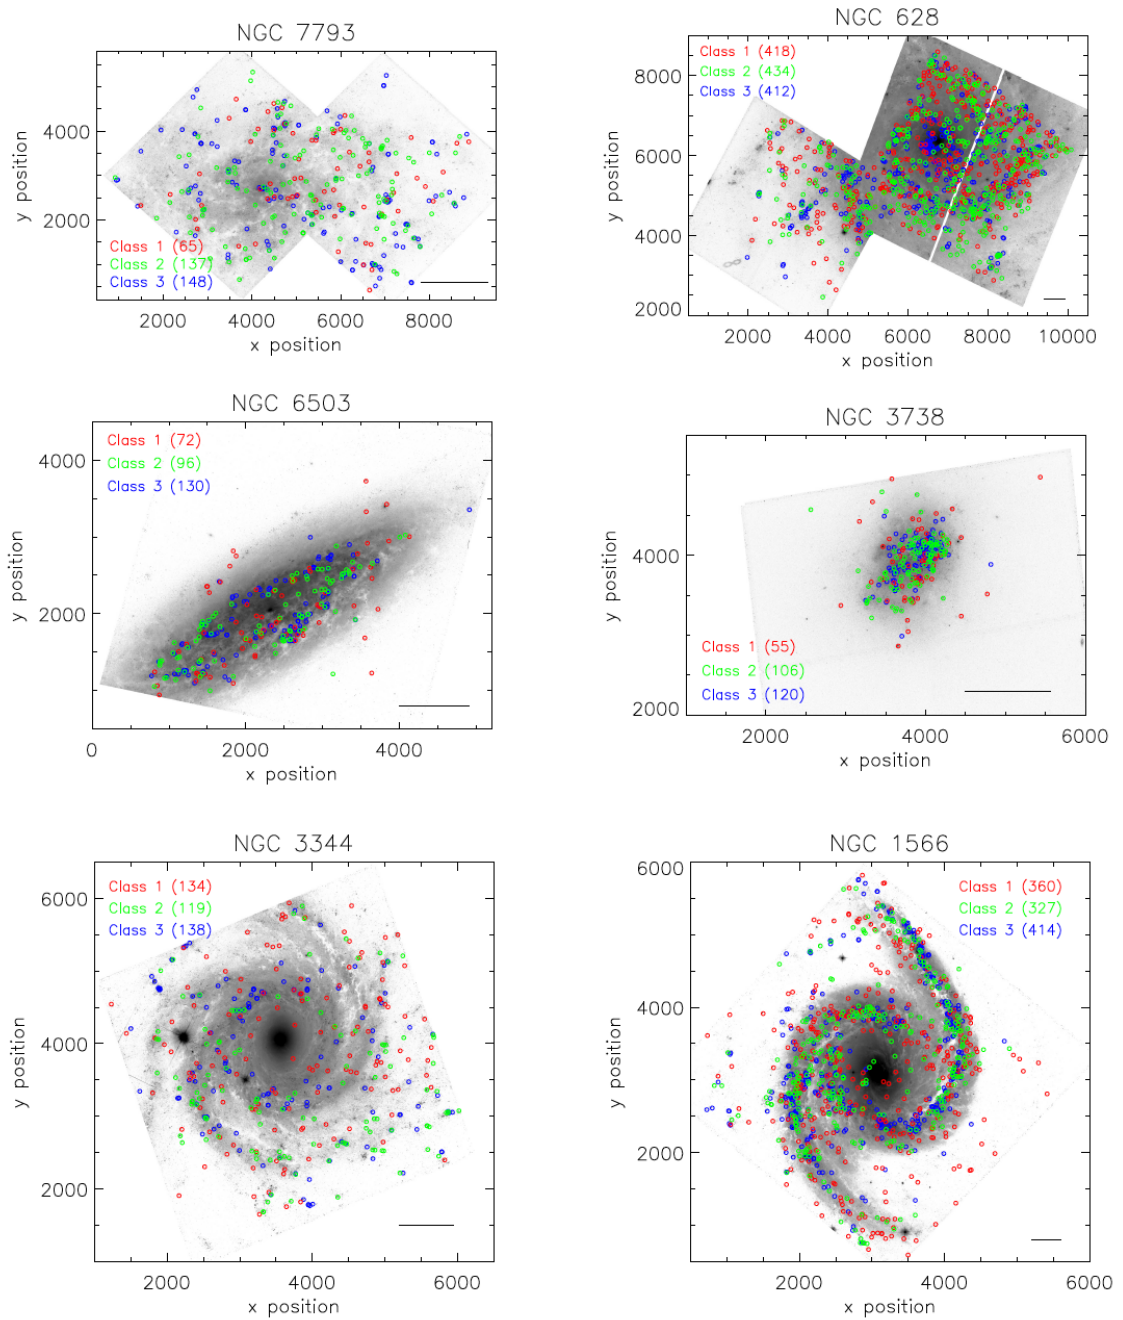 NGC 7793
Class 1 (65)
Class 2 (137)
Class 3 (148)
4000
2000
y position
2000 4000 6000 8000
x position
NGC 628
Class 1 (418)
Class 2 (434)
Class 3 (412)
8000
6000
4000
2000
y position
2000 4000 6000 8000 10000
x position
NGC 6503
Class 1 (72)
Class 2 (96)
Class 3 (130)
4000
2000
y position
0 2000 4000
x position
NGC 3738
Class 1 (55)
Class 2 (106)
Class 3 (120)
4000
2000
y position
2000 4000 6000
x position
NGC 3344
Class 1 (134)
Class 2 (119)
Class 3 (138)
6000
4000
2000
y position
2000 4000 6000
x position
NGC 1566
Class 1 (360)
Class 2 (327)
Class 3 (414)
6000
4000
2000
y position
2000 4000 6000
x position